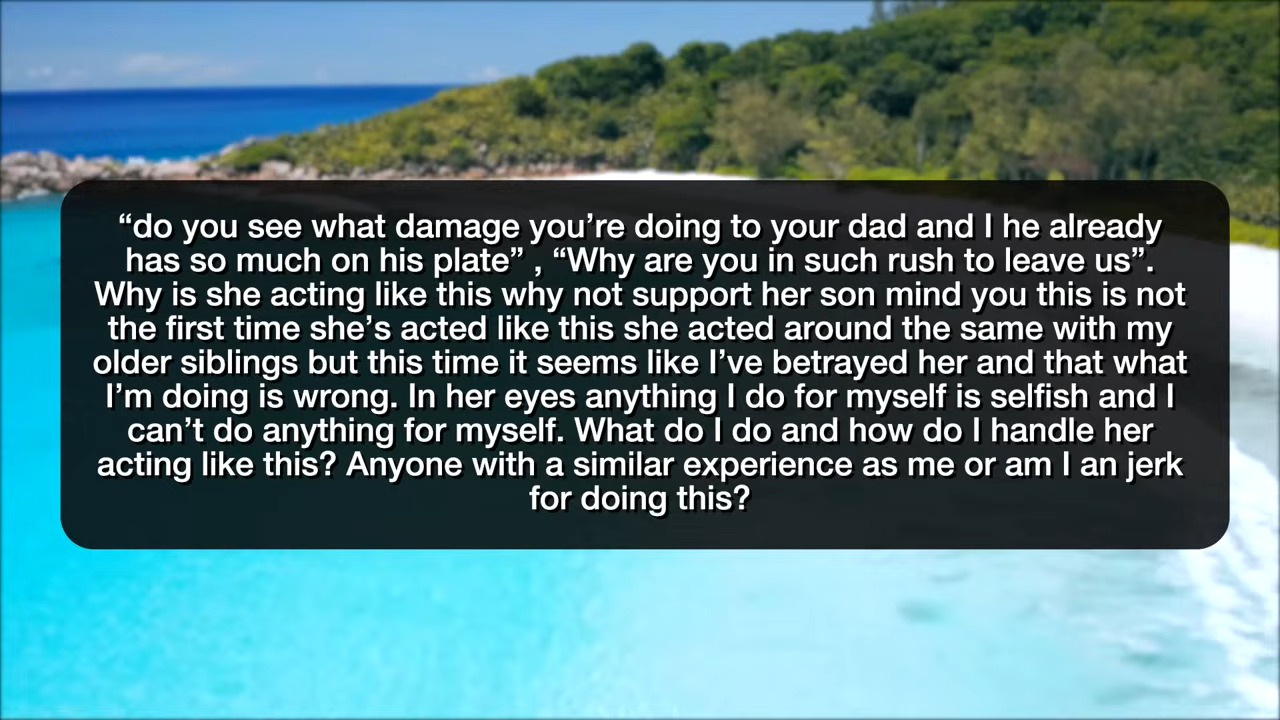 “do you see what damage you’re doing to your dad and I he already
has so much on his plate” , “Why are you in such rush to leave us”.
Why is she acting like this why not support her son mind you this is not
the first time she’s acted like this she acted around the same with my
older siblings but this time it seems like I’ve betrayed her and that what
I’m doing is wrong. In her eyes anything I do for myself is selfish and I
can’t do anything for myself. What do I do and how do I handle her
acting like this? Anyone with a similar experience as me or am I an jerk
for doing this?